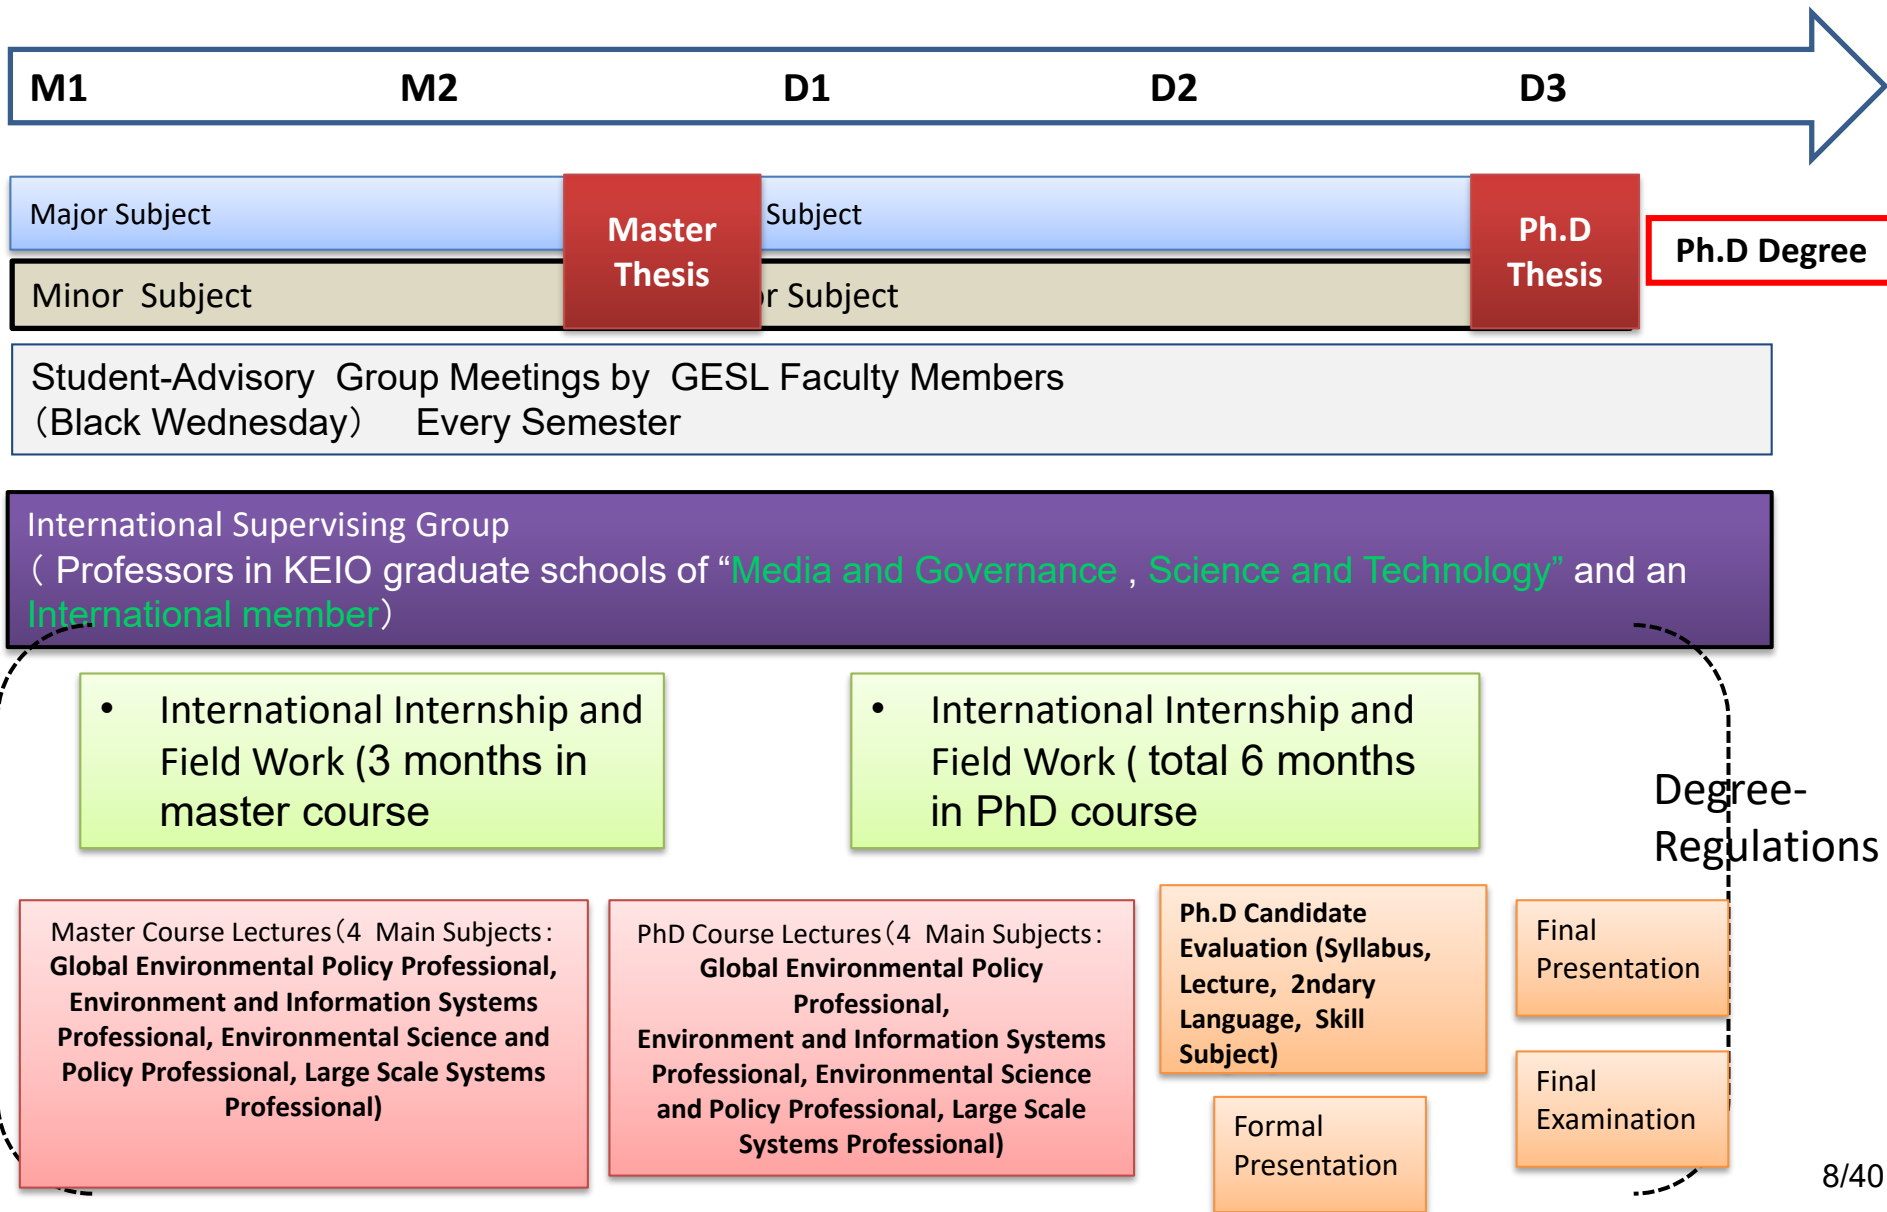 M1 M2 D1 D2 D3
Major Subject
Subject
Master
Thesis
Ph.D
Thesis
Ph.D Degree
Minor  Subject
r Subject
Student-Advisory  Group Meetings by  GESL Faculty Members
（Black Wednesday）  Every Semester
International Supervising Group
（ Professors in KEIO graduate schools of “Media and Governance , Science and Technology” and an
International member）
• International Internship and
Field Work (3 months in
master course
• International Internship and
Field Work ( total 6 months
in PhD course
Degree-
Regulations
Master Course Lectures（4  Main Subjects：
Global Environmental Policy Professional,
Environment and Information Systems
Professional, Environmental Science and
Policy Professional, Large Scale Systems
Professional)
PhD Course Lectures（4  Main Subjects：
Global Environmental Policy
Professional,
Environment and Information Systems
Professional, Environmental Science
and Policy Professional, Large Scale
Systems Professional)
Ph.D Candidate
Evaluation (Syllabus,
Lecture,  2ndary
Language,  Skill
Subject)
Formal
Presentation
Final
Presentation
Final
Examination
8/40